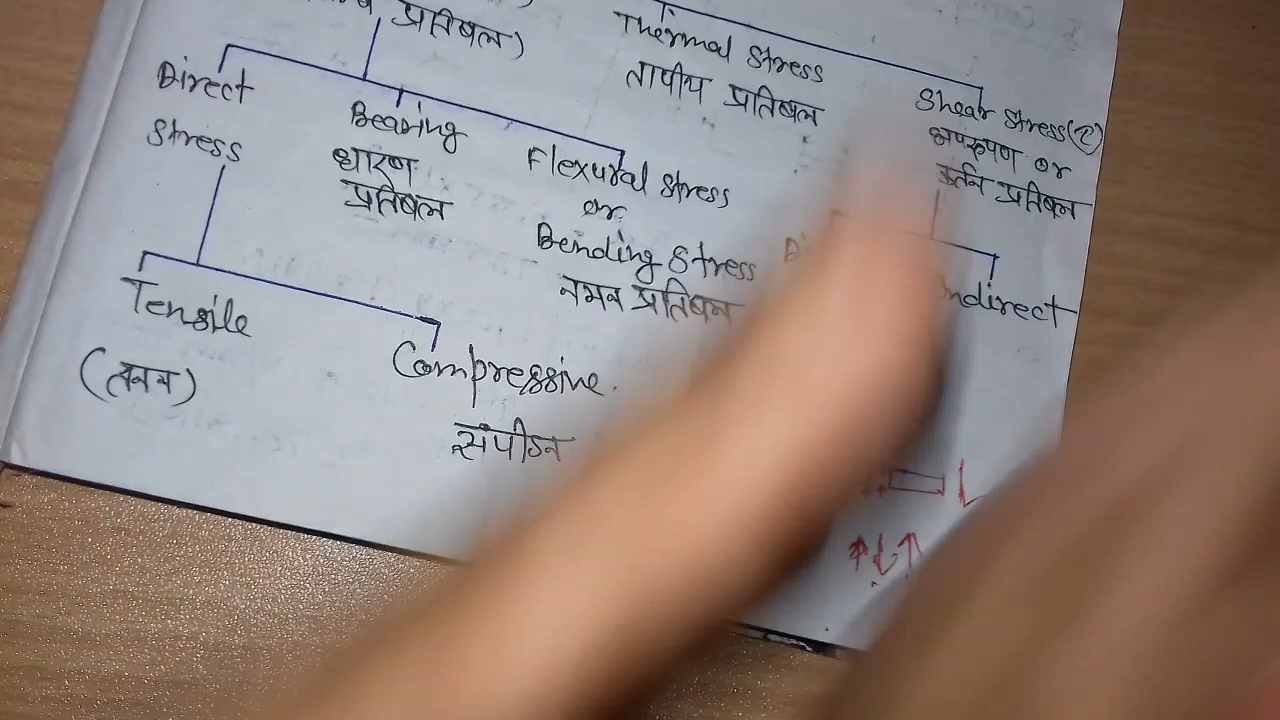 प्रतिबल)
Thermal Stress
तापीय प्रतिबल
Shear Stress(τ)
अपरुपण or
कर्तन प्रतिबल
Direct
Stress
Bearing
धारण
प्रतिबल
Flexural Stress
or
Bending Stress
नमन प्रतिबल
Indirect
Tensile
(तनन)
Compressive.
संपीडन
L